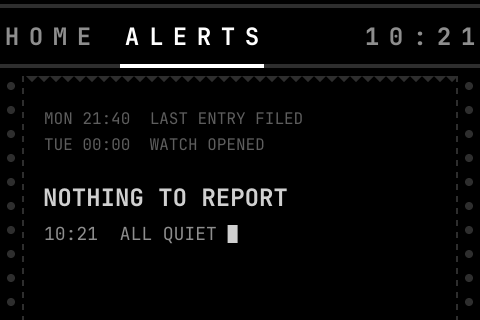 HOME ALERTS 10:21
MON 21:40 LAST ENTRY FILED
TUE 00:00 WATCH OPENED
NOTHING TO REPORT
10:21 ALL QUIET